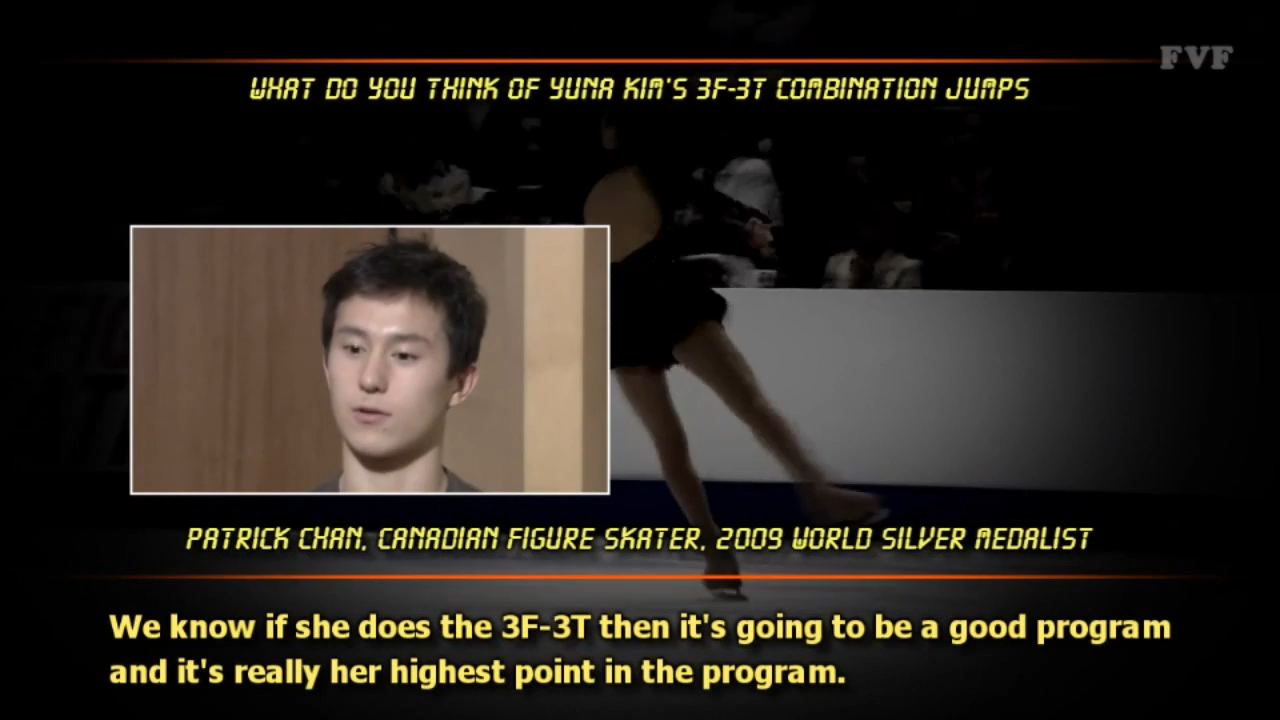 FVF
WHAT DO YOU THINK OF YUNA KIM'S 3F-3T COMBINATION JUMPS
PATRICK CHAN, CANADIAN FIGURE SKATER, 2009 WORLD SILVER MEDALIST
We know if she does the 3F-3T then it's going to be a good program
and it's really her highest point in the program.